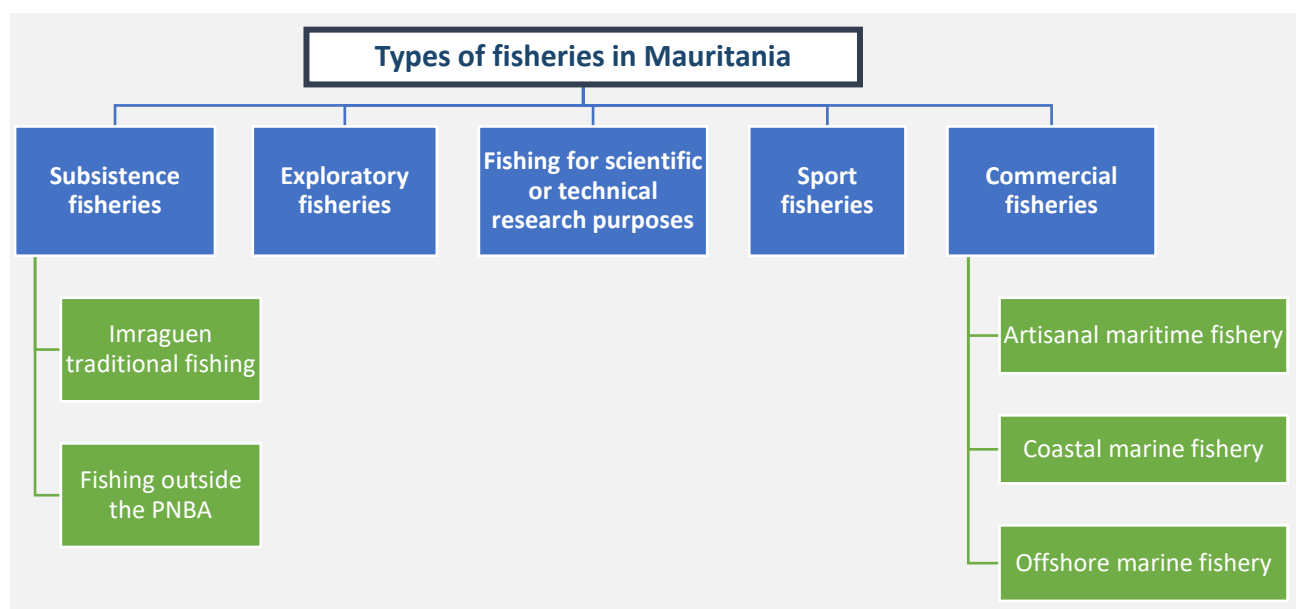 Types of fisheries in Mauritania
Subsistence
fisheries
Exploratory
fisheries
Fishing for scientific
or technical
research purposes
Sport
fisheries
Commercial
fisheries
Imraguen
traditional fishing
Fishing outside
the PNBA
Artisanal maritime fishery
Coastal marine fishery
Offshore marine fishery